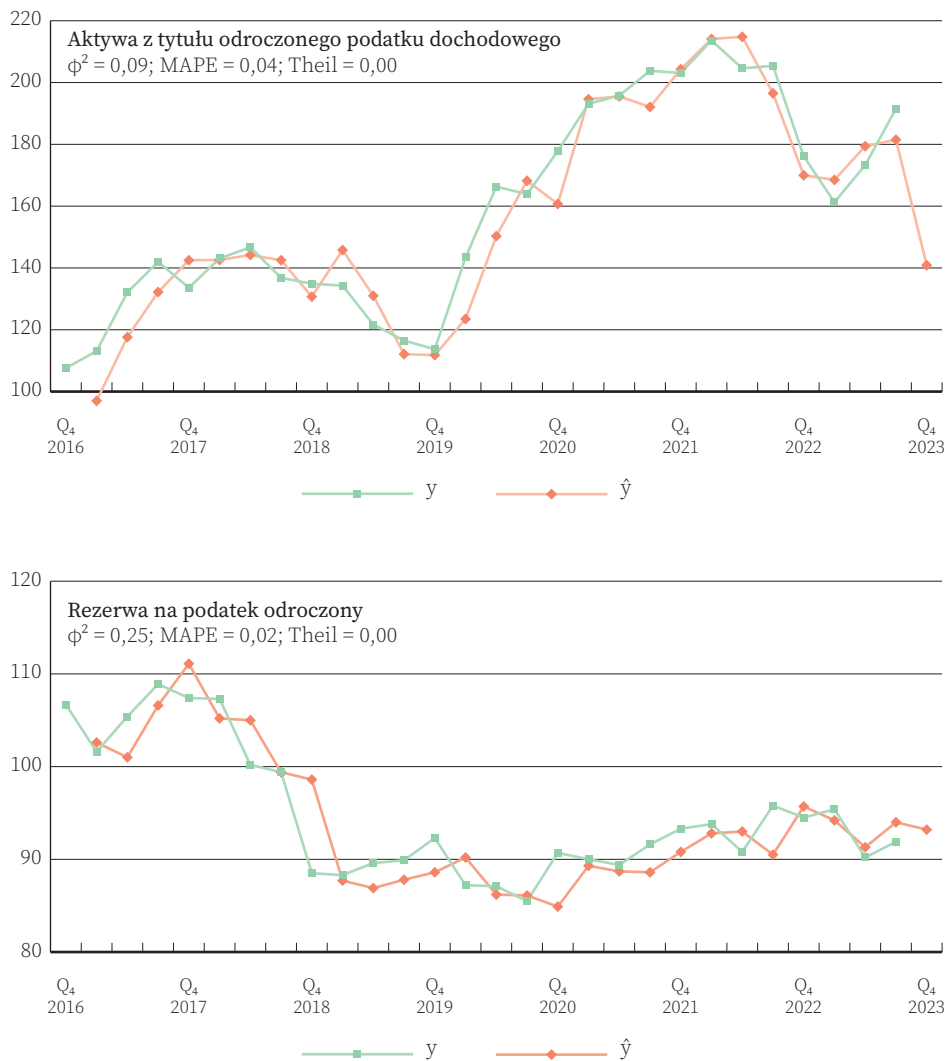 220
Aktywa z tytułu odroczonego podatku dochodowego
φ² = 0,09; MAPE = 0,04; Theil = 0,00
200
180
160
140
120
100
Q₄ Q₄ Q₄ Q₄ Q₄ Q₄ Q₄ Q₄
2016 2017 2018 2019 2020 2021 2022 2023
y ŷ
120
Rezerwa na podatek odroczony
φ² = 0,25; MAPE = 0,02; Theil = 0,00
110
100
90
80
Q₄ Q₄ Q₄ Q₄ Q₄ Q₄ Q₄ Q₄
2016 2017 2018 2019 2020 2021 2022 2023
y ŷ